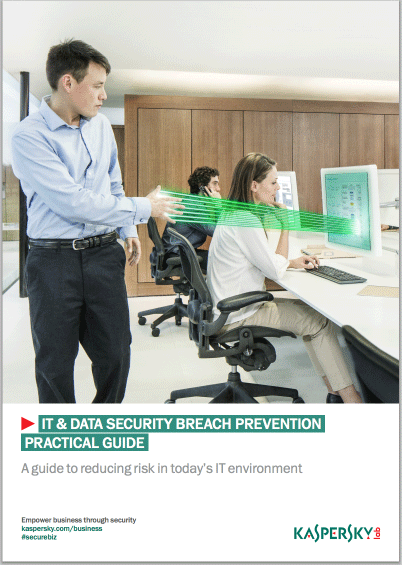 IT & DATA SECURITY BREACH PREVENTION
PRACTICAL GUIDE
A guide to reducing risk in today's IT environment
Empower business through security
kaspersky.com/business
#securebiz
KASPERSKY lab